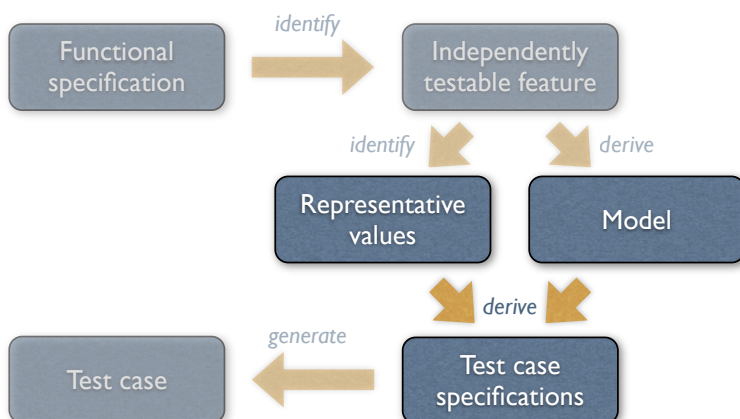 identify
Functional
specification
Independently
testable feature
identify
derive
Representative
values
Model
derive
generate
Test case
Test case
specifications